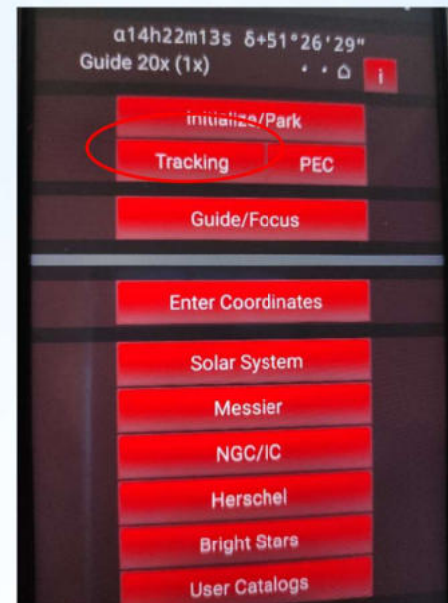 α14h22m13s δ+51°26'29"
Guide 20x (1x)
i
Initialize/Park
Tracking PEC
Guide/Focus
Enter Coordinates
Solar System
Messier
NGC/IC
Herschel
Bright Stars
User Catalogs